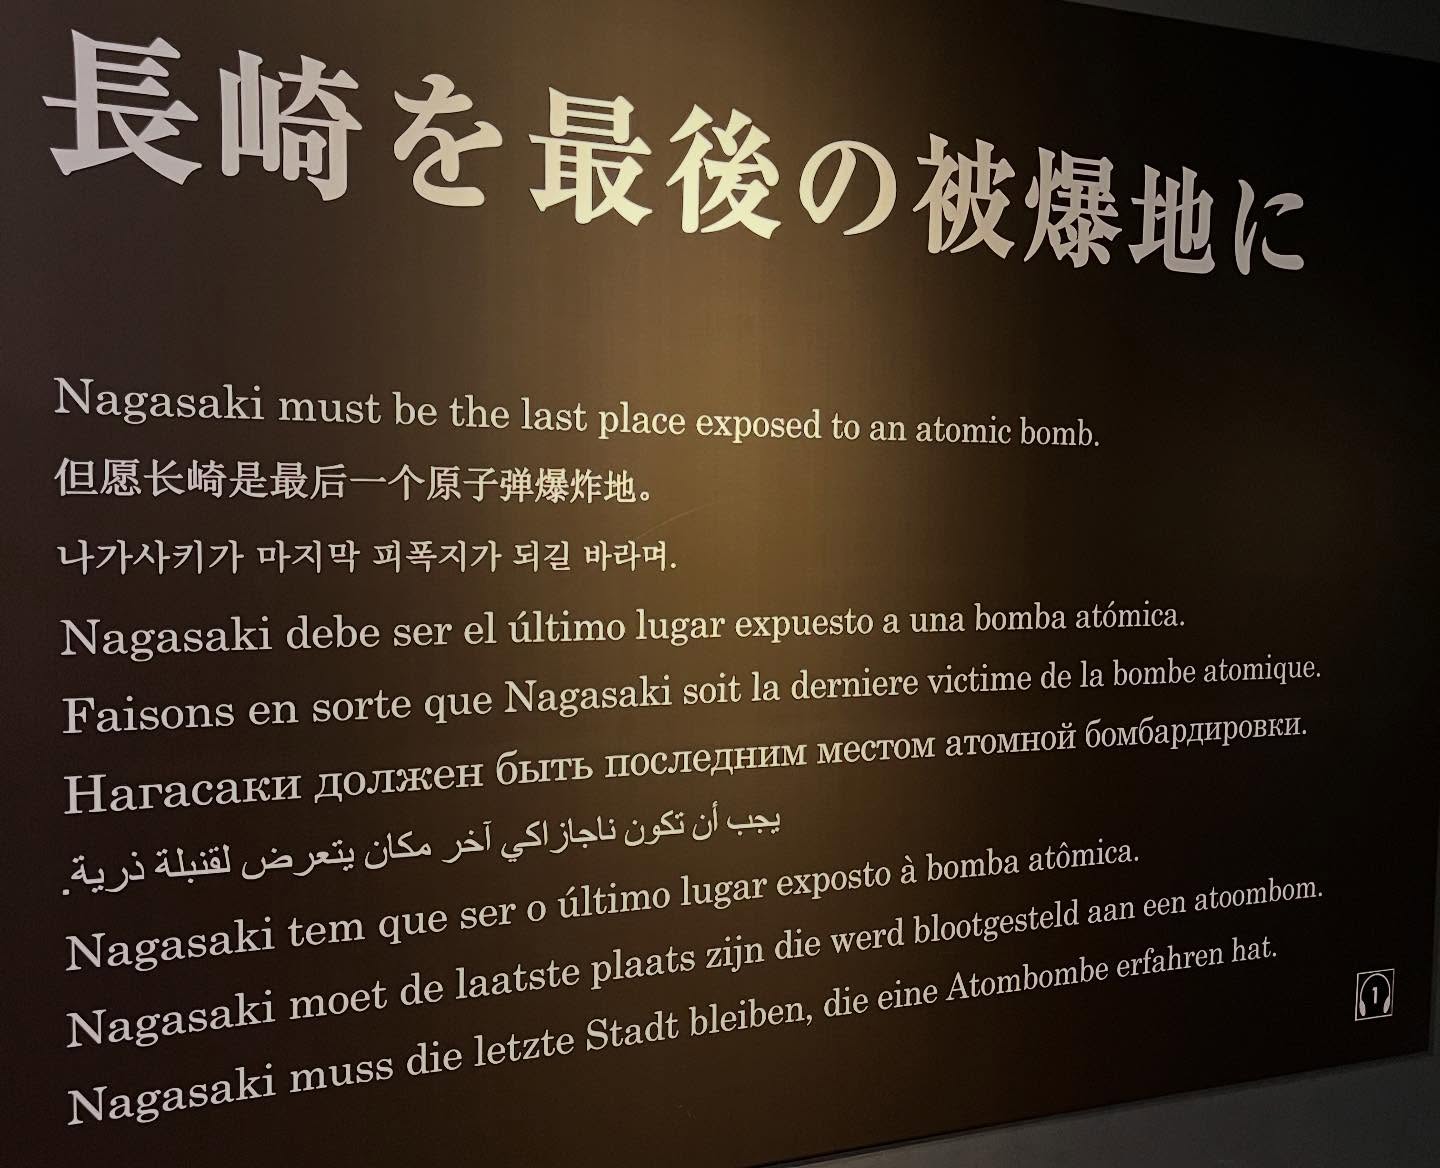 長崎を最後の被爆地に
Nagasaki must be the last place exposed to an atomic bomb.
但愿长崎是最后一个原子弹爆炸地。
나가사키가 마지막 피폭지가 되길 바라며.
Nagasaki debe ser el último lugar expuesto a una bomba atómica.
Faisons en sorte que Nagasaki soit la derniere victime de la bombe atomique.
Нагасаки должен быть последним местом атомной бомбардировки.
يجب أن تكون ناجازاكي آخر مكان يتعرض لقنبلة ذرية.
Nagasaki tem que ser o último lugar exposto à bomba atômica.
Nagasaki moet de laatste plaats zijn die werd blootgesteld aan een atoombom.
Nagasaki muss die letzte Stadt bleiben, die eine Atombombe erfahren hat.
1